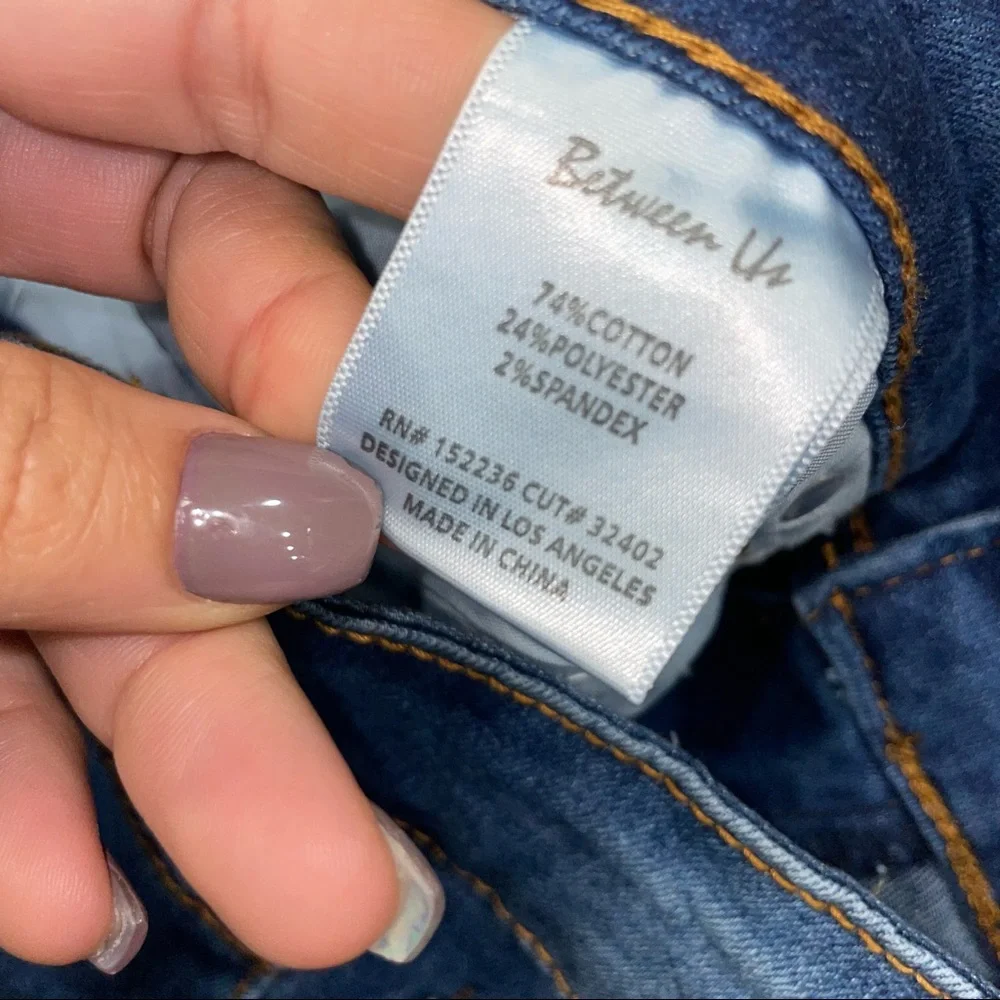 Between Us
74%COTTON
24%POLYESTER
2%SPANDEX
RN# 152236 CUT# 32402
DESIGNED IN LOS ANGELES
MADE IN CHINA